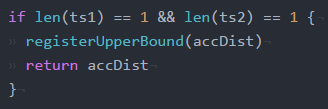 if len(ts1) == 1 && len(ts2) == 1 {
  registerUpperBound(accDist)
  return accDist
}